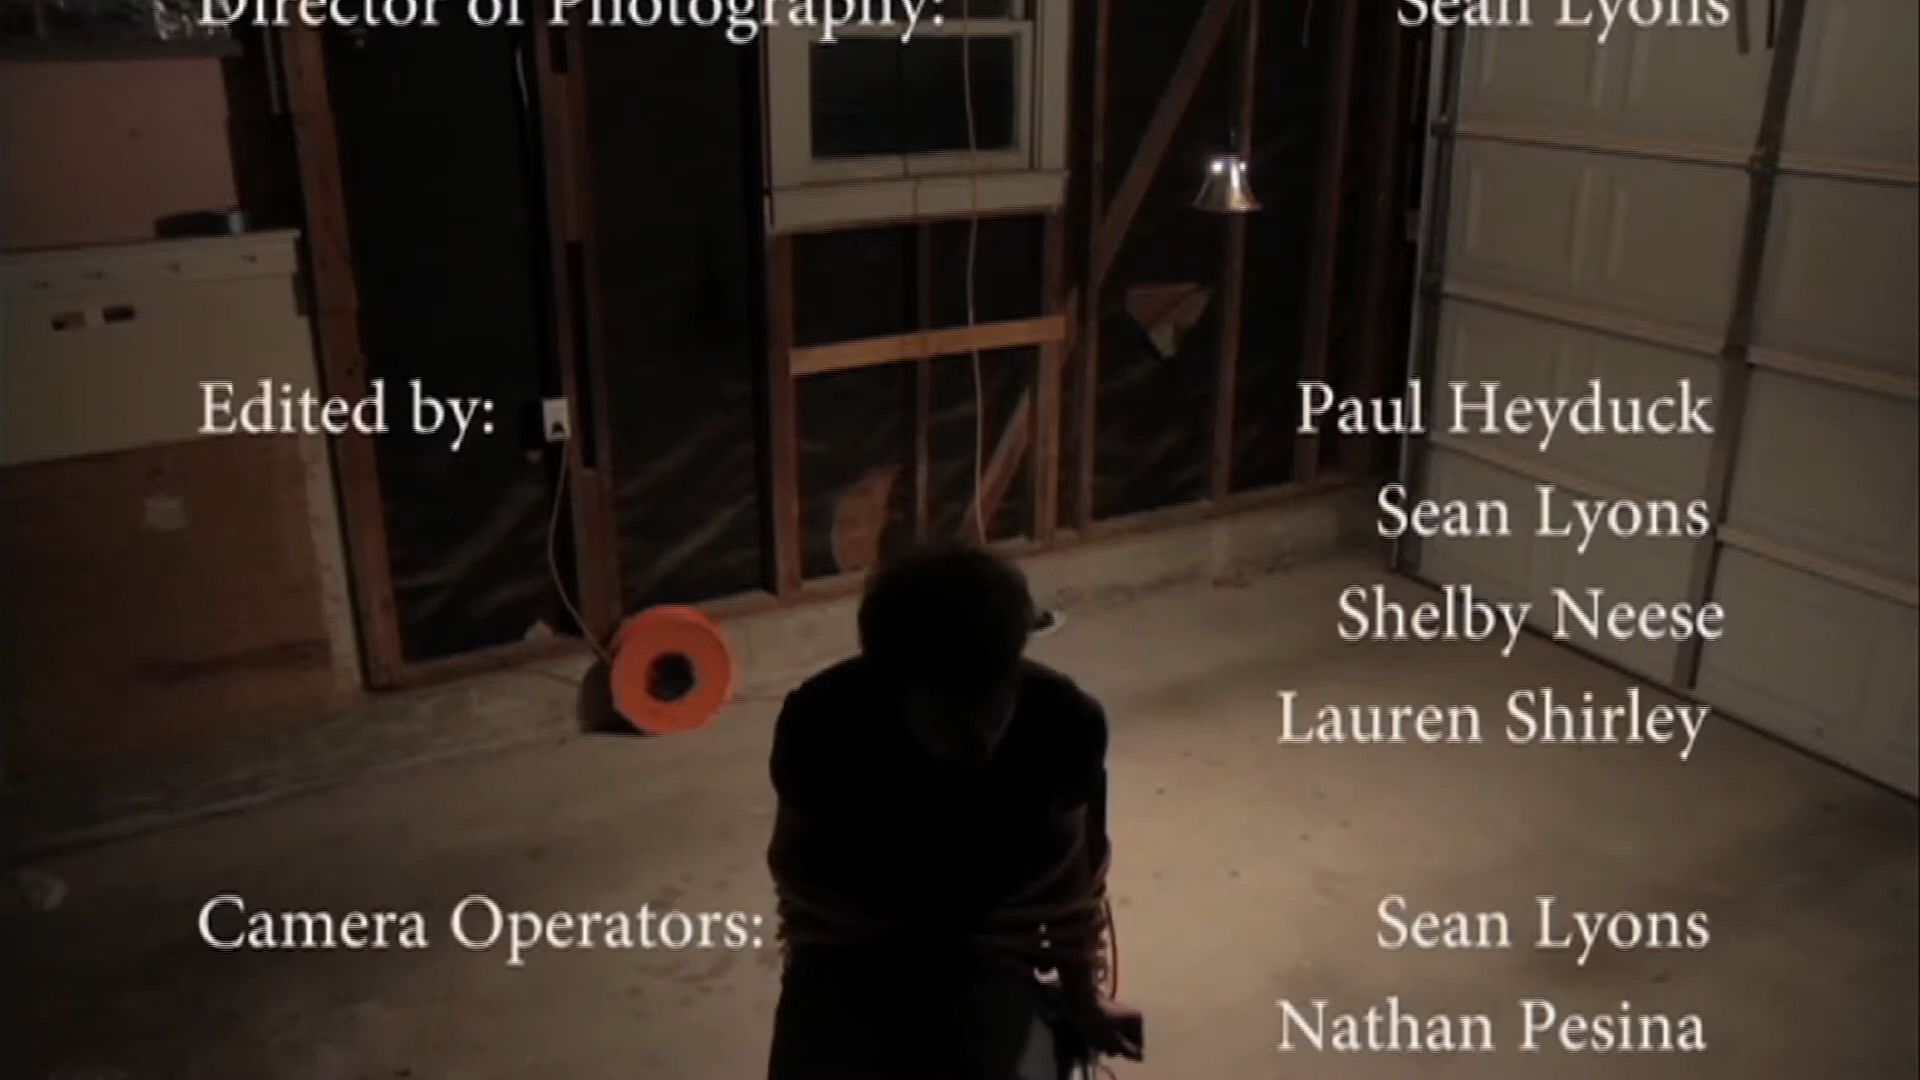 Director of Photography: Sean Lyons
Edited by: Paul Heyduck
Sean Lyons
Shelby Neese
Lauren Shirley
Camera Operators: Sean Lyons
Nathan Pesina